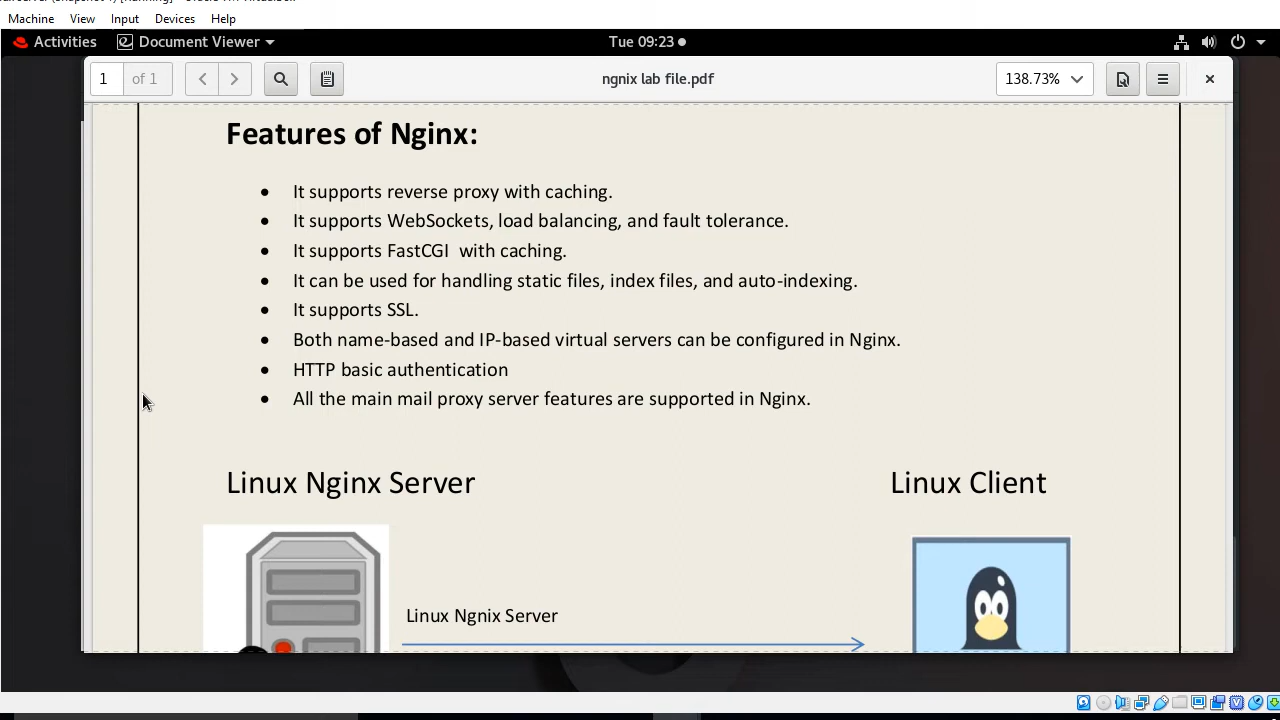 Machine View Input Devices Help
Activities Document Viewer Tue 09:23
1 of 1 ngnix lab file.pdf 138.73%
Features of Nginx:
• It supports reverse proxy with caching.
• It supports WebSockets, load balancing, and fault tolerance.
• It supports FastCGI  with caching.
• It can be used for handling static files, index files, and auto-indexing.
• It supports SSL.
• Both name-based and IP-based virtual servers can be configured in Nginx.
• HTTP basic authentication
• All the main mail proxy server features are supported in Nginx.
Linux Nginx Server Linux Client
Linux Ngnix Server